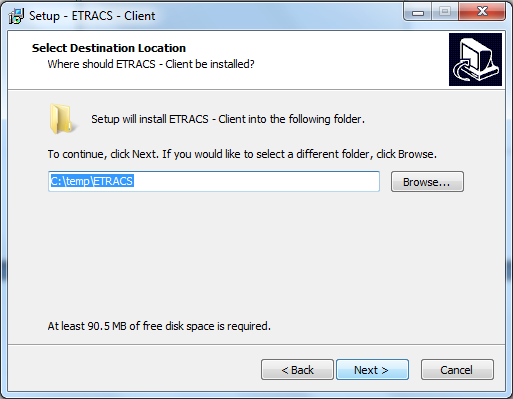 Setup - ETRACS - Client
Select Destination Location
Where should ETRACS - Client be installed?
Setup will install ETRACS - Client into the following folder.
To continue, click Next. If you would like to select a different folder, click Browse.
C:\temp\ETRACS
Browse...
At least 90.5 MB of free disk space is required.
< Back
Next >
Cancel